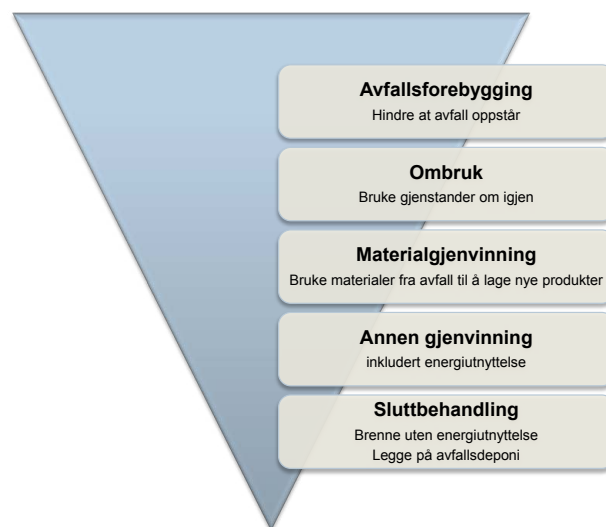 Avfallsforebygging
Hindre at avfall oppstår
Ombruk
Bruke gjenstander om igjen
Materialgjenvinning
Bruke materialer fra avfall til å lage nye produkter
Annen gjenvinning
inkludert energiutnyttelse
Sluttbehandling
Brenne uten energiutnyttelse
Legge på avfallsdeponi